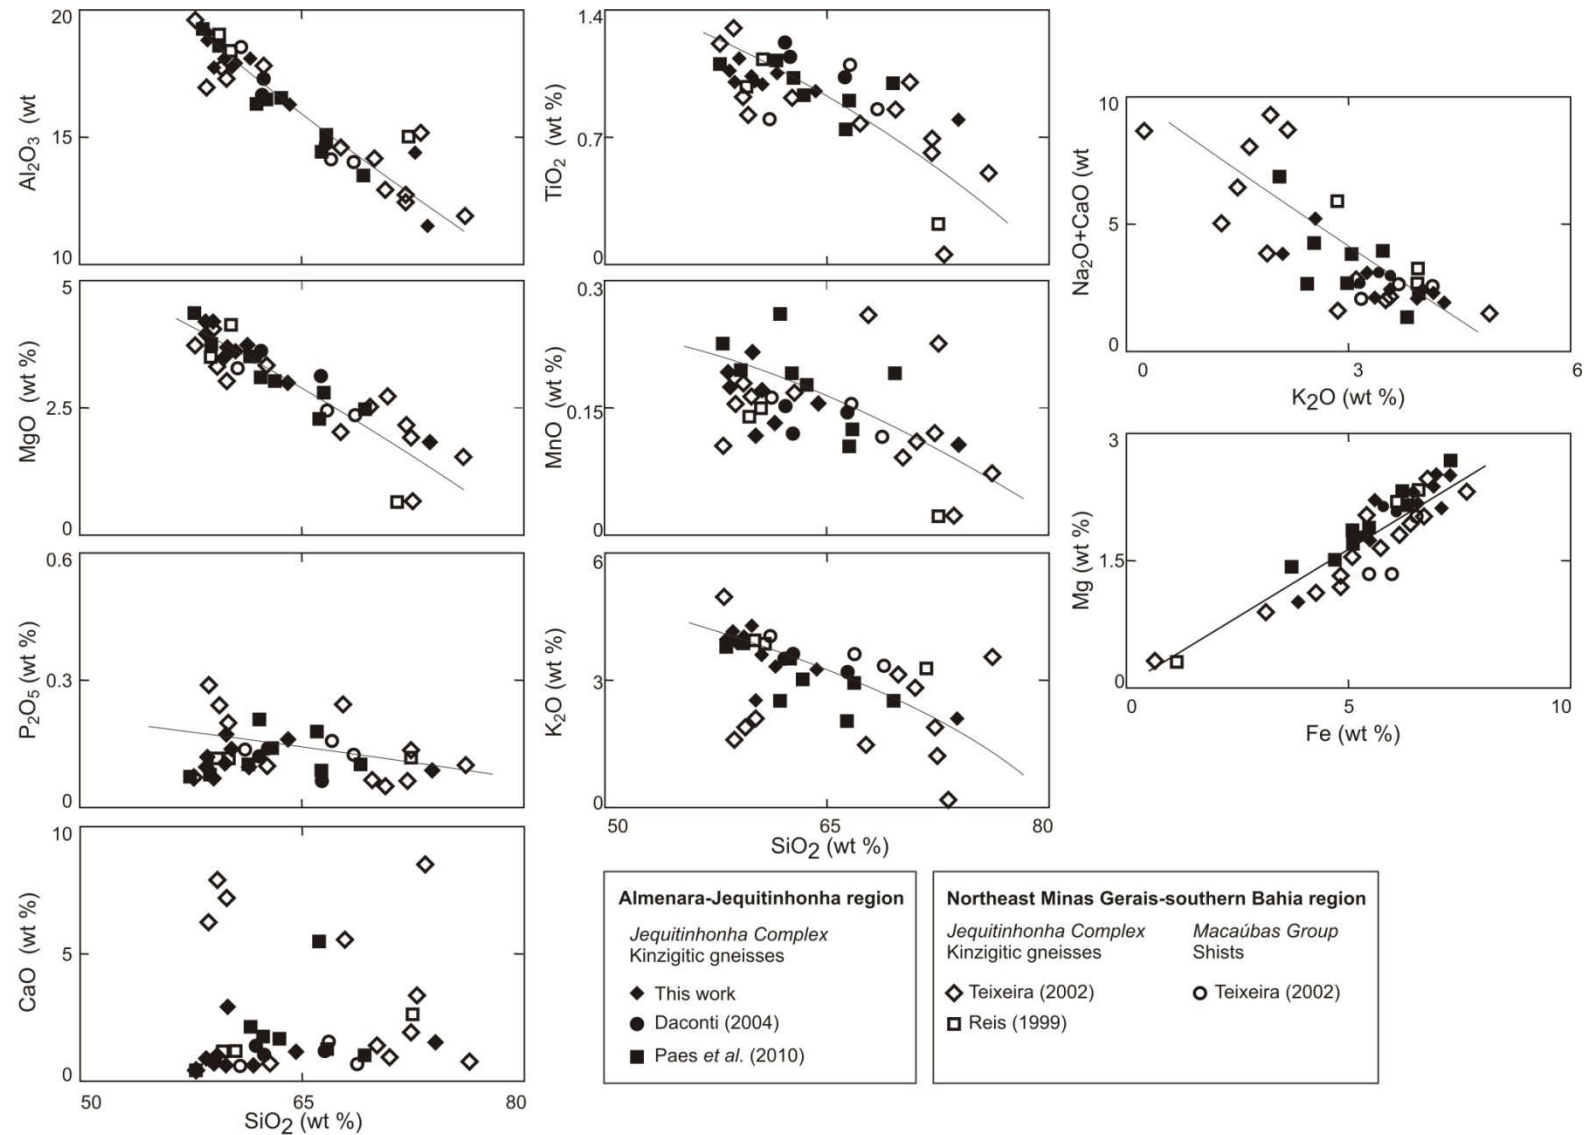 20
Al₂O₃ (wt
15
10
1.4
TiO₂ (wt %)
0.7
0
10
Na₂O+CaO (wt
5
0
0
3
6
K₂O (wt %)
5
MgO (wt %)
2.5
0
0.3
MnO (wt %)
0.15
0
3
Mg (wt %)
1.5
0
0
5
10
Fe (wt %)
0.6
P₂O₅ (wt %)
0.3
0
6
K₂O (wt %)
3
0
50
65
80
SiO₂ (wt %)
10
CaO (wt %)
5
0
50
65
80
SiO₂ (wt %)
Almenara-Jequitinhonha region
Jequitinhonha Complex
Kinzigitic gneisses
This work
Daconti (2004)
Paes et al. (2010)
Northeast Minas Gerais-southern Bahia region
Jequitinhonha Complex
Kinzigitic gneisses
Teixeira (2002)
Reis (1999)
Macaúbas Group
Shists
Teixeira (2002)